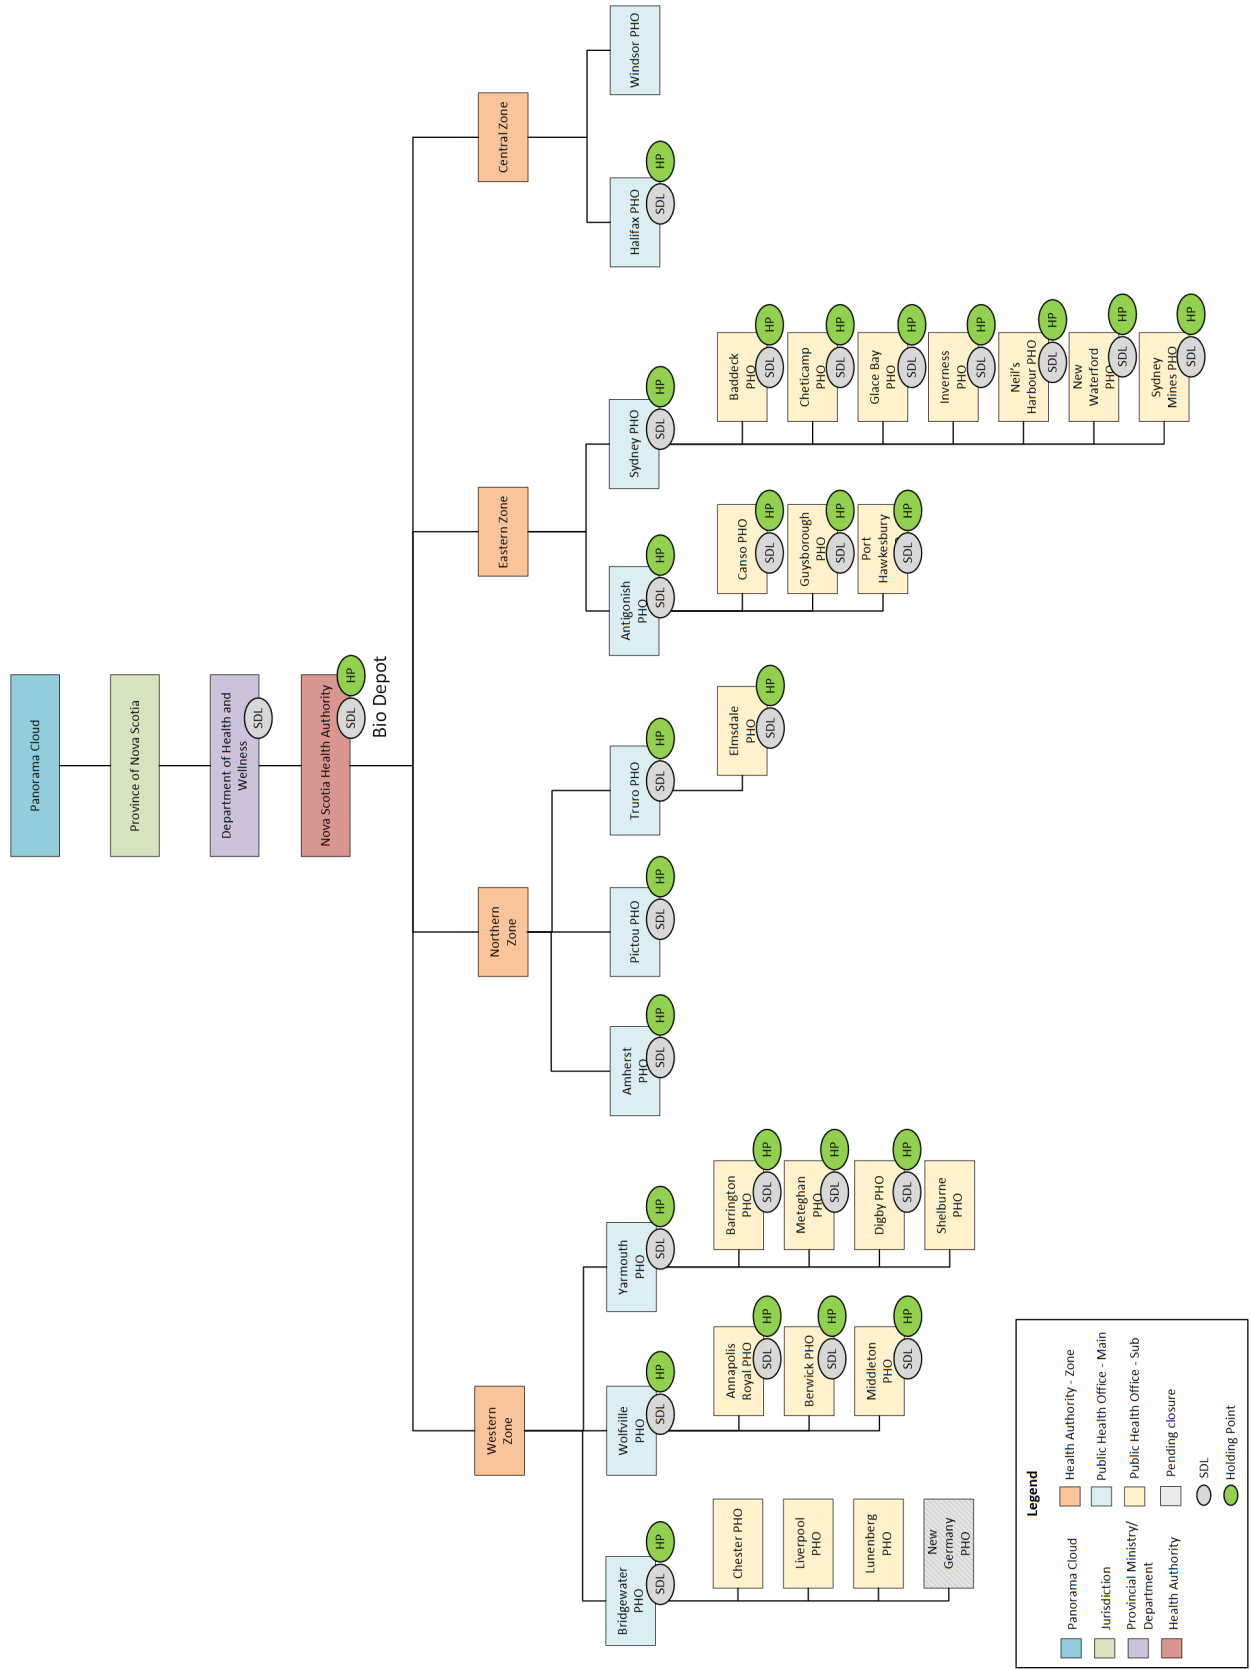 Panorama Cloud
Province of Nova Scotia
Department of Health and
Wellness
SDL
Nova Scotia Health Authority
SDL
HP
Bio Depot
Western
Zone
Northern
Zone
Eastern Zone
Central Zone
Bridgewater
PHO
SDL
HP
Wolfville
PHO
SDL
HP
Yarmouth
PHO
SDL
HP
Amherst
PHO
SDL
HP
Pictou PHO
SDL
HP
Truro PHO
SDL
HP
Antigonish
PHO
SDL
HP
Sydney PHO
SDL
HP
Halifax PHO
SDL
HP
Windsor PHO
Chester PHO
Liverpool
PHO
Lunenberg
PHO
New
Germany
PHO
Annapolis
Royal PHO
SDL
HP
Berwick PHO
SDL
HP
Middleton
PHO
SDL
HP
Barrington
PHO
SDL
HP
Meteghan
PHO
SDL
HP
Digby PHO
SDL
HP
Shelburne
PHO
Elmsdale
PHO
SDL
HP
Canso PHO
SDL
HP
Guysborough
PHO
SDL
HP
Port
Hawkesbury
SDL
HP
Baddeck
PHO
SDL
HP
Cheticamp
PHO
SDL
HP
Glace Bay
PHO
SDL
HP
Inverness
PHO
SDL
HP
Neil's
Harbour PHO
SDL
HP
New
Waterford
PHO
SDL
HP
Sydney
Mines PHO
SDL
HP
Legend
Panorama Cloud
Jurisdiction
Provincial Ministry/
Department
Health Authority
Health Authority - Zone
Public Health Office - Main
Public Health Office - Sub
Pending closure
SDL
Holding Point